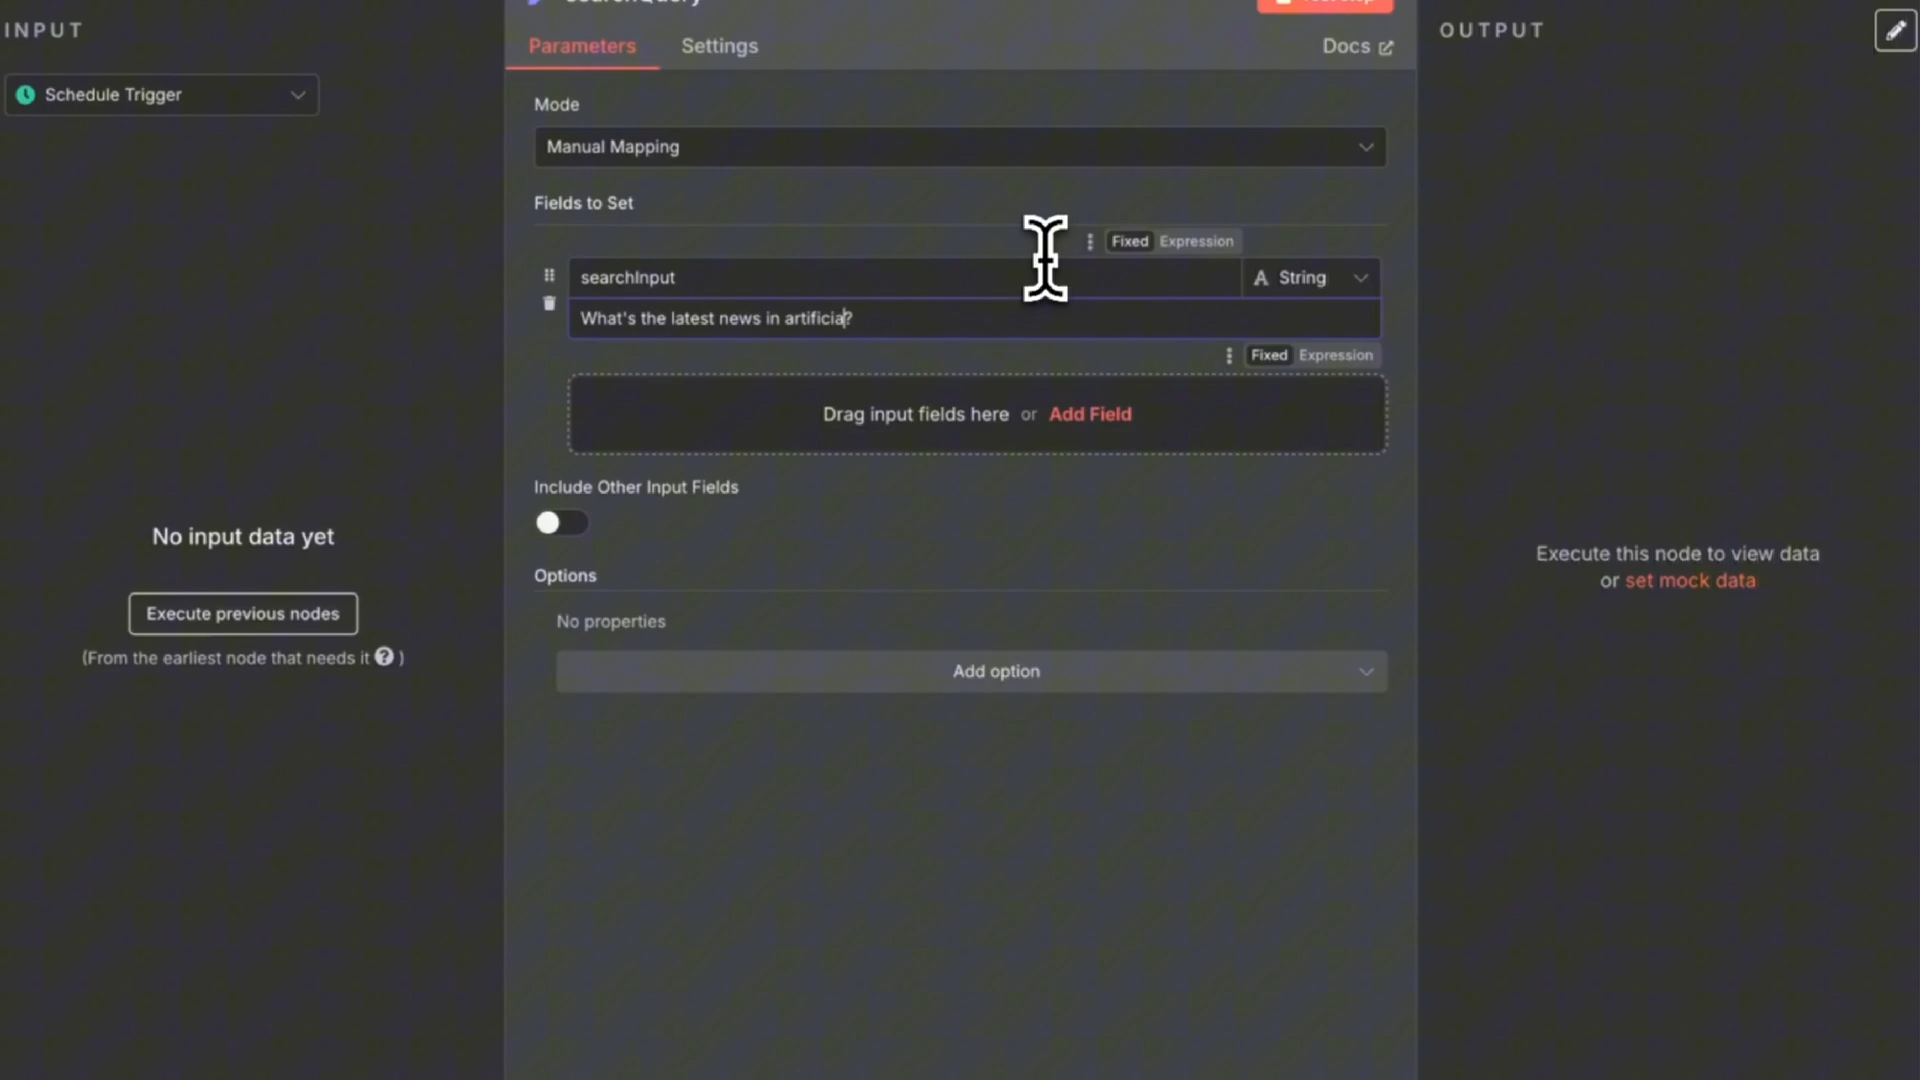 INPUT
Schedule Trigger
No input data yet
Execute previous nodes
(From the earliest node that needs it ? )
searchQuery
Parameters
Settings
Docs
Mode
Manual Mapping
Fields to Set
Fixed Expression
searchInput
A String
What's the latest news in artificia?
Fixed Expression
Drag input fields here or Add Field
Include Other Input Fields
Options
No properties
Add option
OUTPUT
Execute this node to view data
or set mock data